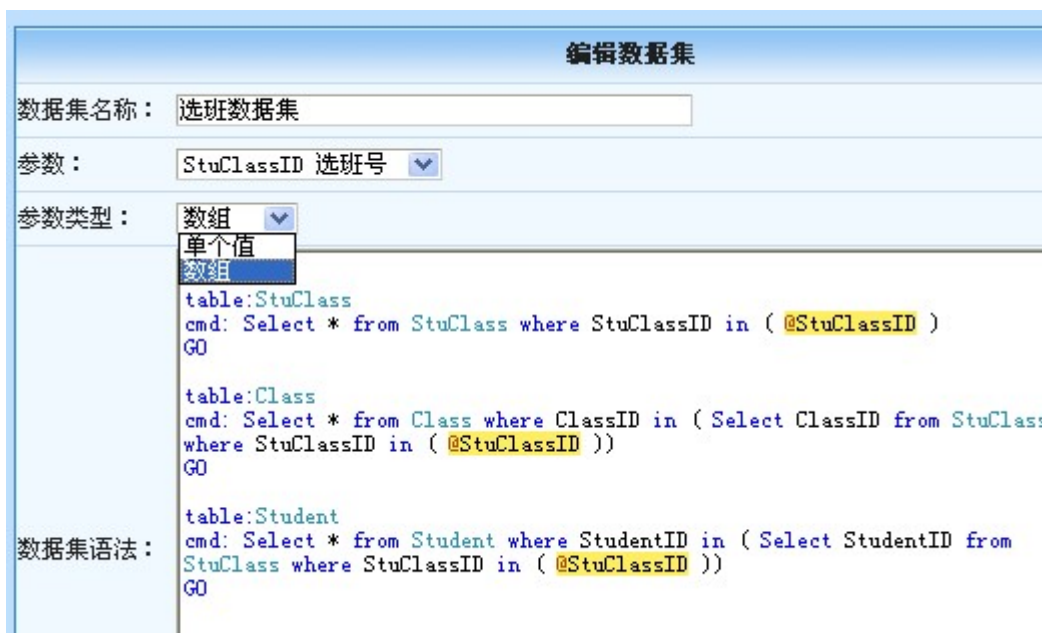 编辑数据集
数据集名称： 选班数据集
参数： StuClassID 选班号
参数类型： 数组
单个值
数组
table:StuClass
cmd: Select * from StuClass where StuClassID in ( @StuClassID )
GO
table:Class
cmd: Select * from Class where ClassID in ( Select ClassID from StuClass
where StuClassID in ( @StuClassID ))
GO
table:Student
数据集语法： cmd: Select * from Student where StudentID in ( Select StudentID from
StuClass where StuClassID in ( @StuClassID ))
GO